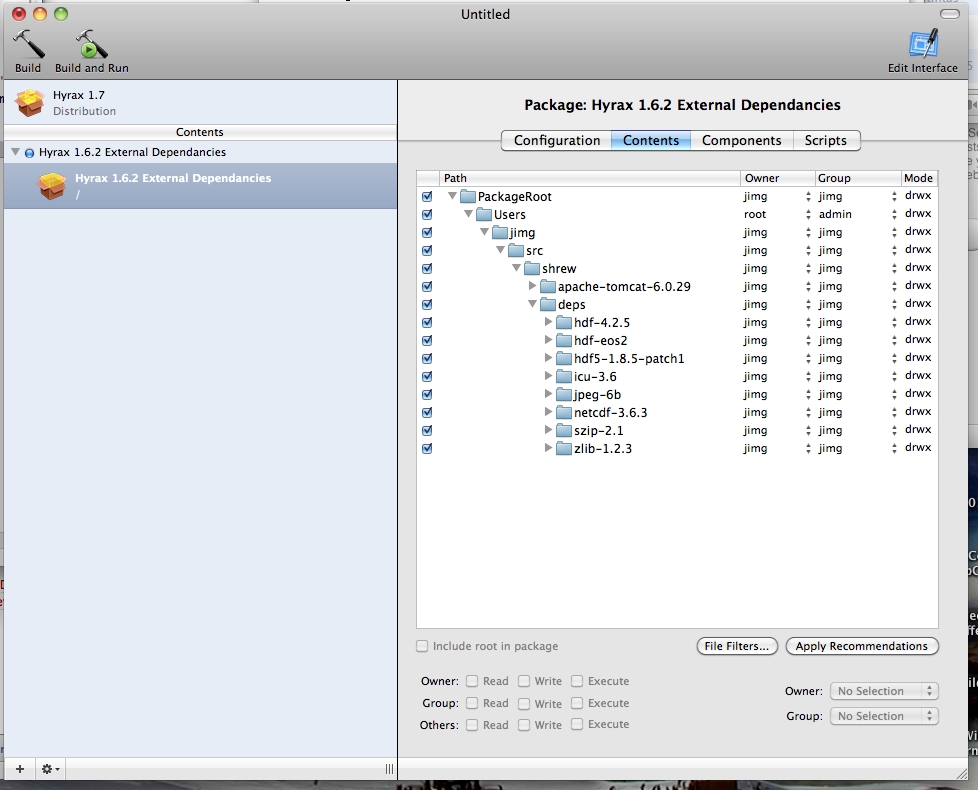 Untitled
Build
Build and Run
Edit Interface
Hyrax 1.7
Distribution
Contents
Hyrax 1.6.2 External Dependancies
Hyrax 1.6.2 External Dependancies
/
Package: Hyrax 1.6.2 External Dependancies
Configuration Contents Components Scripts
Path Owner Group Mode
PackageRoot jimg jimg drwx
Users root admin drwx
jimg jimg jimg drwx
src jimg jimg drwx
shrew jimg jimg drwx
apache-tomcat-6.0.29 jimg jimg drwx
deps jimg jimg drwx
hdf-4.2.5 jimg jimg drwx
hdf-eos2 jimg jimg drwx
hdf5-1.8.5-patch1 jimg jimg drwx
icu-3.6 jimg jimg drwx
jpeg-6b jimg jimg drwx
netcdf-3.6.3 jimg jimg drwx
szip-2.1 jimg jimg drwx
zlib-1.2.3 jimg jimg drwx
Include root in package
File Filters...
Apply Recommendations
Owner: Read Write Execute
Group: Read Write Execute
Others: Read Write Execute
Owner: No Selection
Group: No Selection